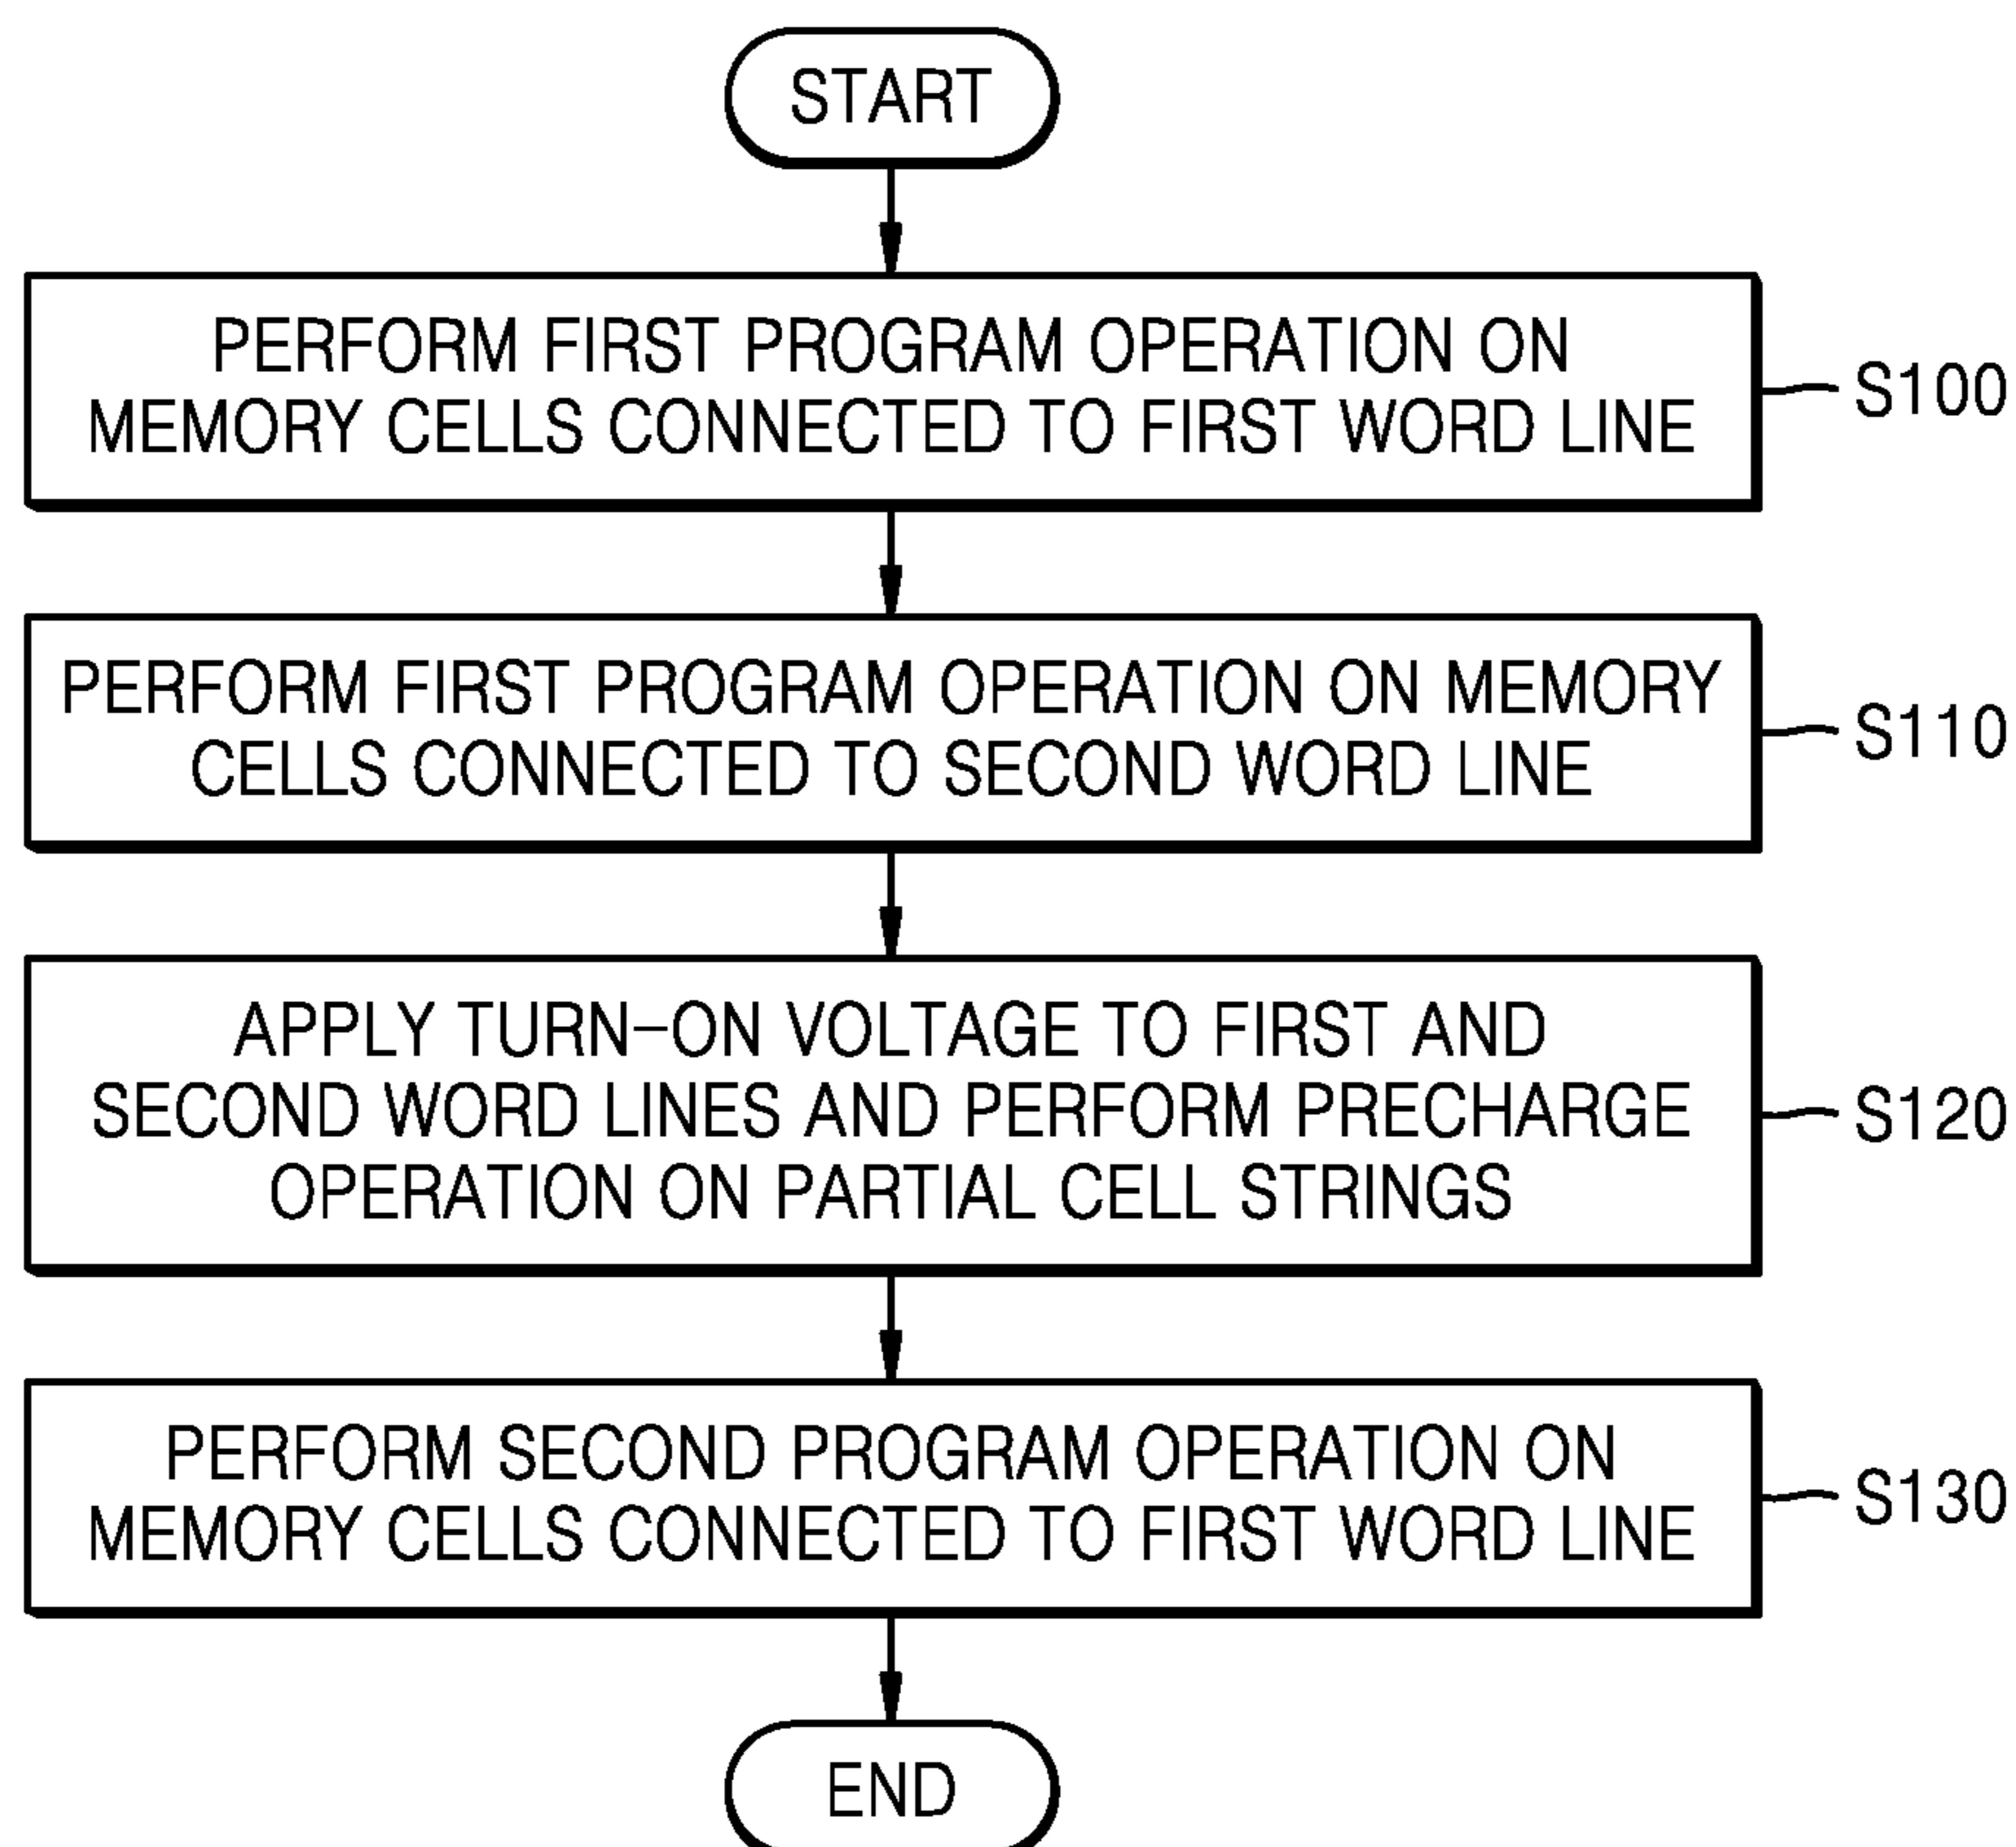 START
PERFORM FIRST PROGRAM OPERATION ON
MEMORY CELLS CONNECTED TO FIRST WORD LINE
S100
PERFORM FIRST PROGRAM OPERATION ON MEMORY
CELLS CONNECTED TO SECOND WORD LINE
S110
APPLY TURN-ON VOLTAGE TO FIRST AND
SECOND WORD LINES AND PERFORM PRECHARGE
OPERATION ON PARTIAL CELL STRINGS
S120
PERFORM SECOND PROGRAM OPERATION ON
MEMORY CELLS CONNECTED TO FIRST WORD LINE
S130
END